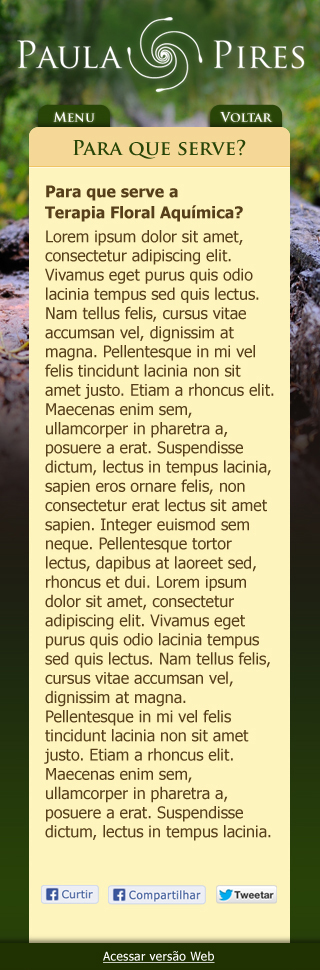 PAULA PIRES
MENU
VOLTAR
PARA QUE SERVE?
Para que serve a
Terapia Floral Aquímica?
Lorem ipsum dolor sit amet,
consectetur adipiscing elit.
Vivamus eget purus quis odio
lacinia tempus sed quis lectus.
Nam tellus felis, cursus vitae
accumsan vel, dignissim at
magna. Pellentesque in mi vel
felis tincidunt lacinia non sit
amet justo. Etiam a rhoncus elit.
Maecenas enim sem,
ullamcorper in pharetra a,
posuere a erat. Suspendisse
dictum, lectus in tempus lacinia,
sapien eros ornare felis, non
consectetur erat lectus sit amet
sapien. Integer euismod sem
neque. Pellentesque tortor
lectus, dapibus at laoreet sed,
rhoncus et dui. Lorem ipsum
dolor sit amet, consectetur
adipiscing elit. Vivamus eget
purus quis odio lacinia tempus
sed quis lectus. Nam tellus felis,
cursus vitae accumsan vel,
dignissim at magna.
Pellentesque in mi vel felis
tincidunt lacinia non sit amet
justo. Etiam a rhoncus elit.
Maecenas enim sem,
ullamcorper in pharetra a,
posuere a erat. Suspendisse
dictum, lectus in tempus lacinia.
Curtir
Compartilhar
Tweetar
Acessar versão Web